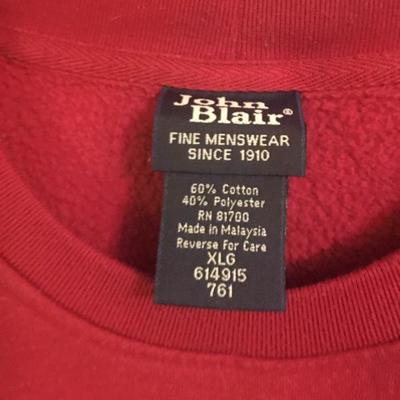 John
Blair®
FINE MENSWEAR
SINCE 1910
60% Cotton
40% Polyester
RN 81700
Made in Malaysia
Reverse For Care
XLG
614915
761